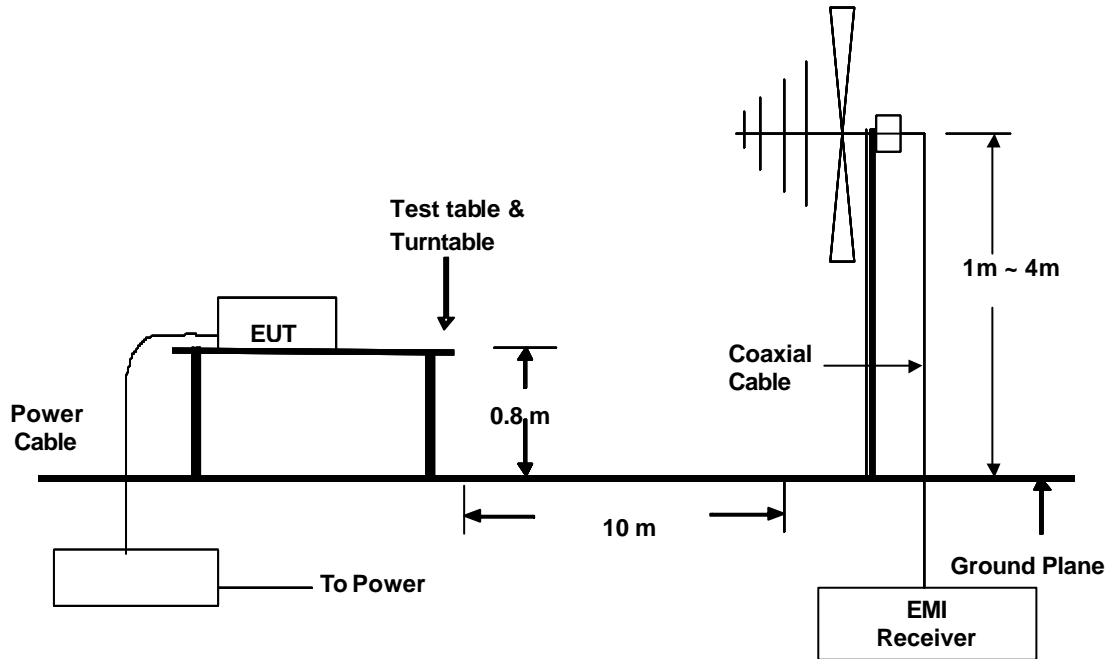 Test table &
Turntable
1m ~ 4m
EUT
Coaxial
Cable
0.8 m
Power
Cable
10 m
Ground Plane
To Power
EMI
Receiver